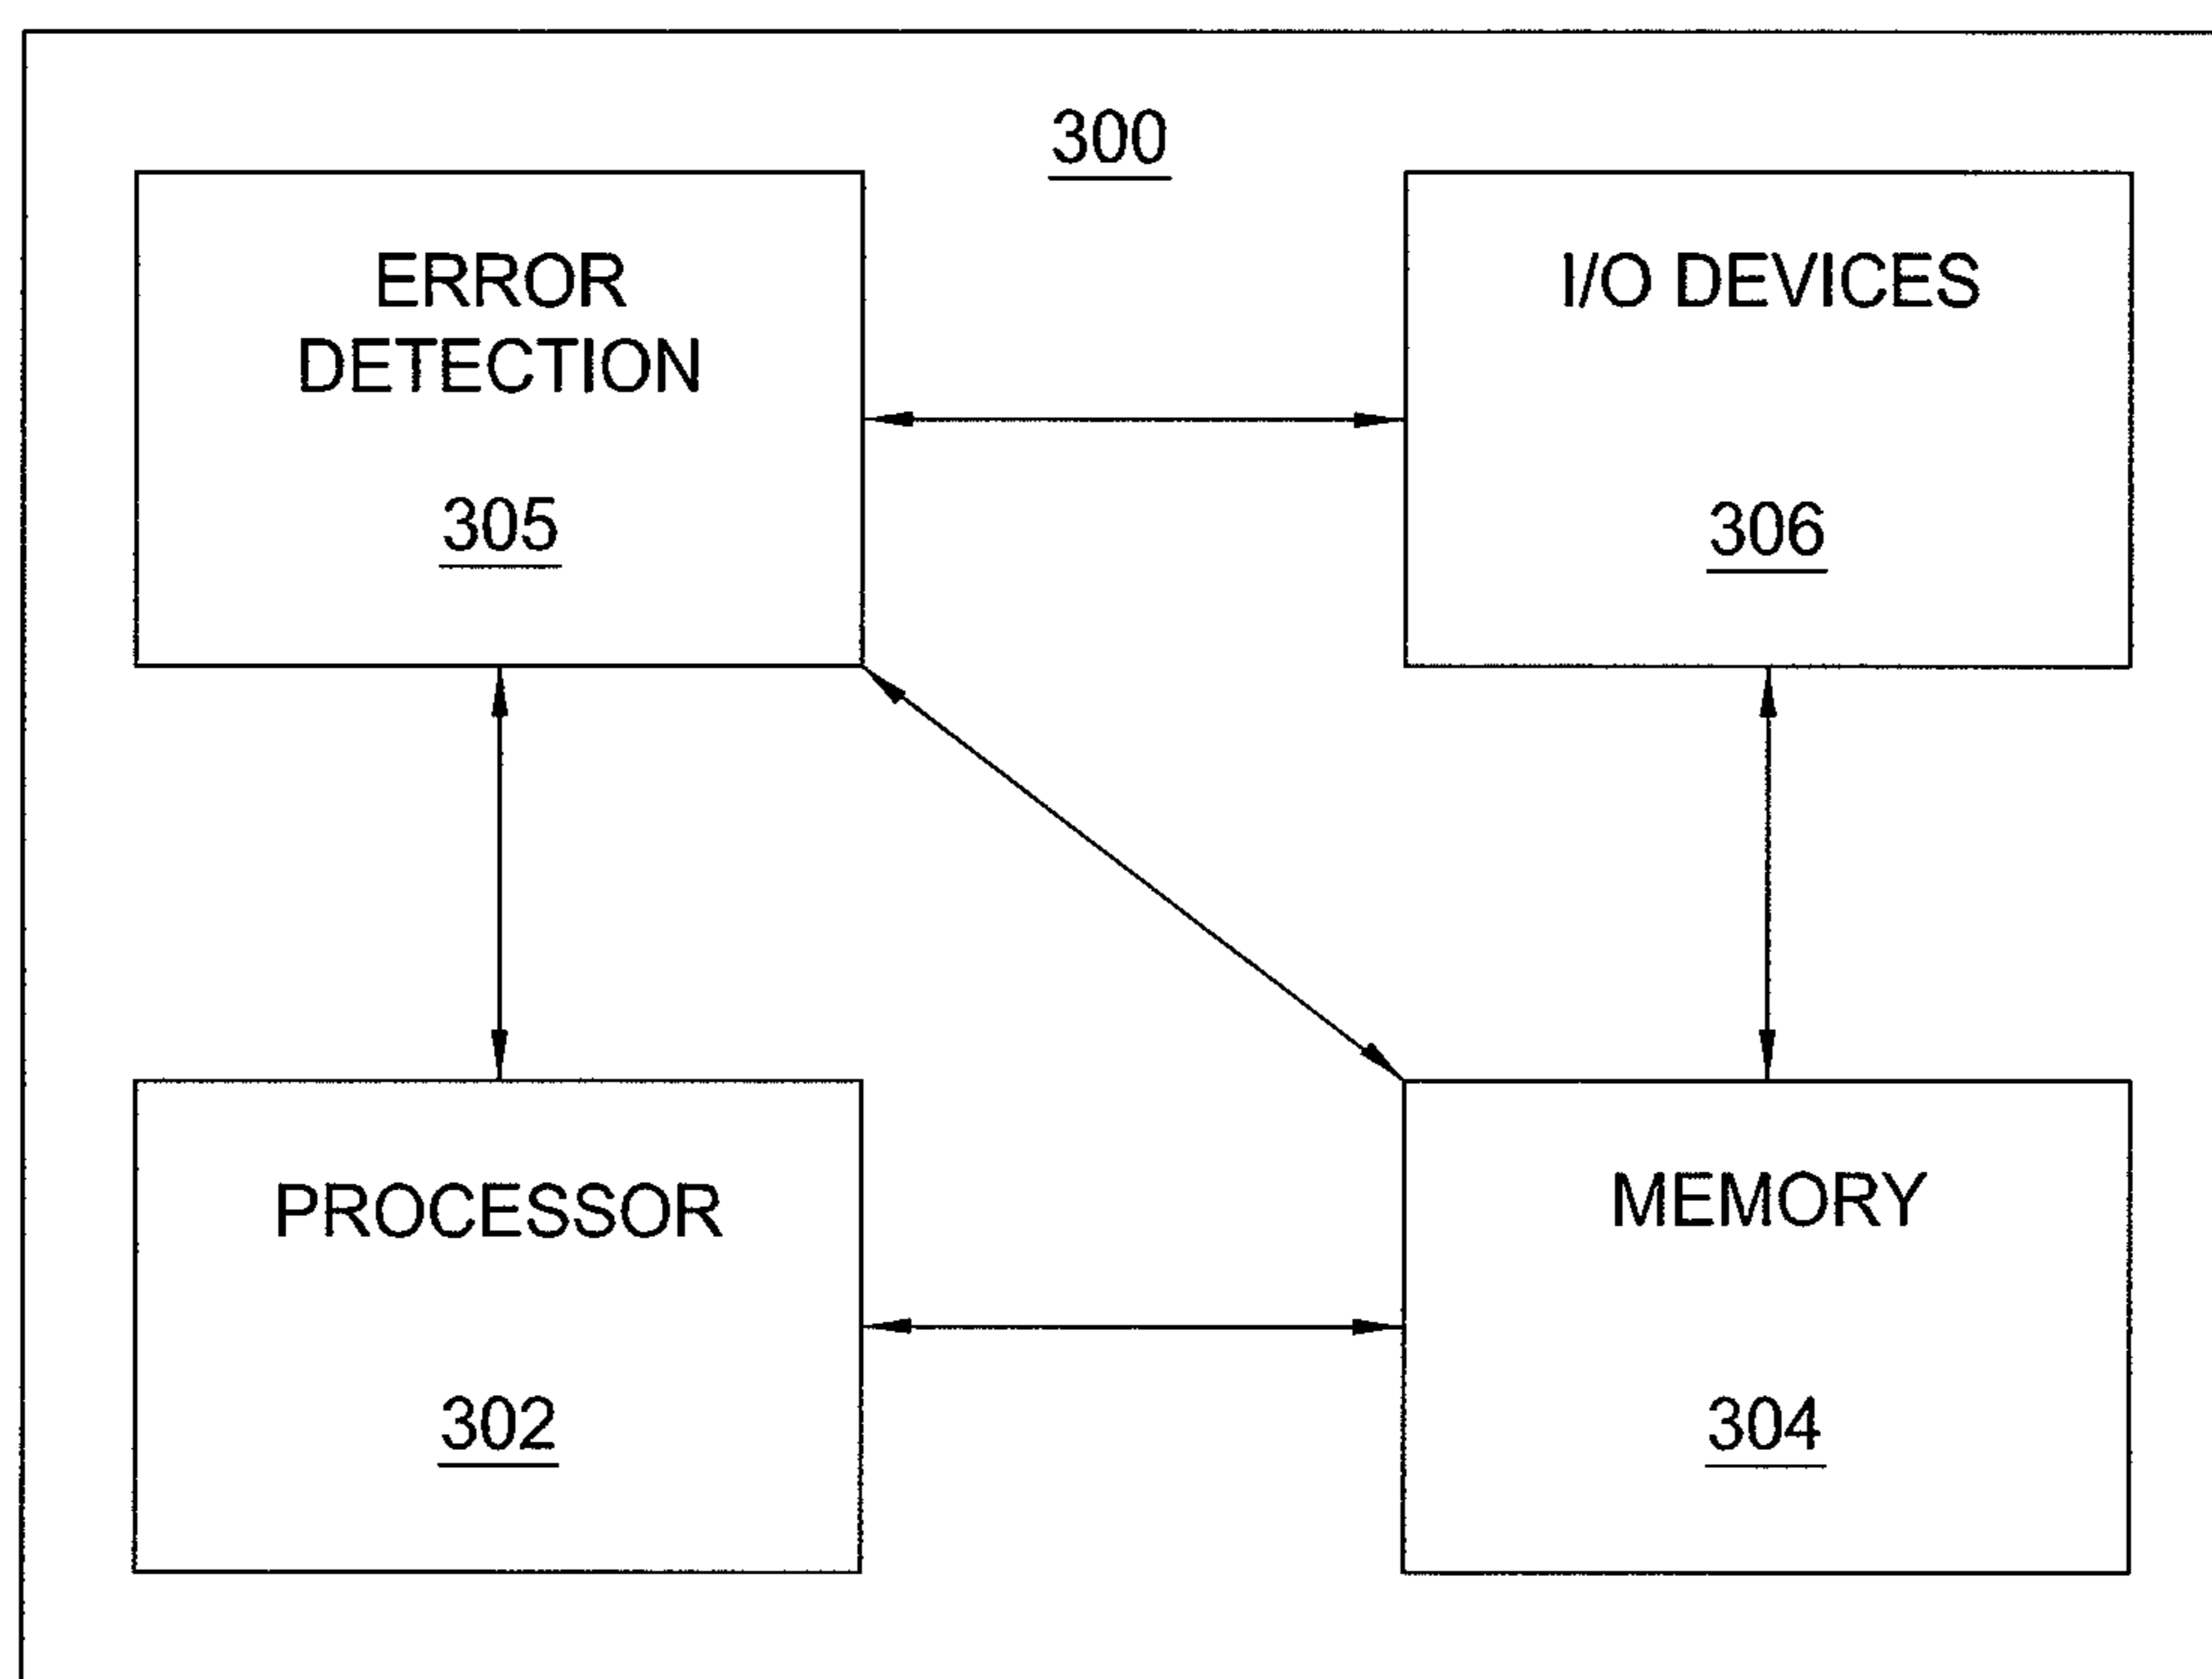 300
ERROR
DETECTION
305
I/O DEVICES
306
PROCESSOR
302
MEMORY
304